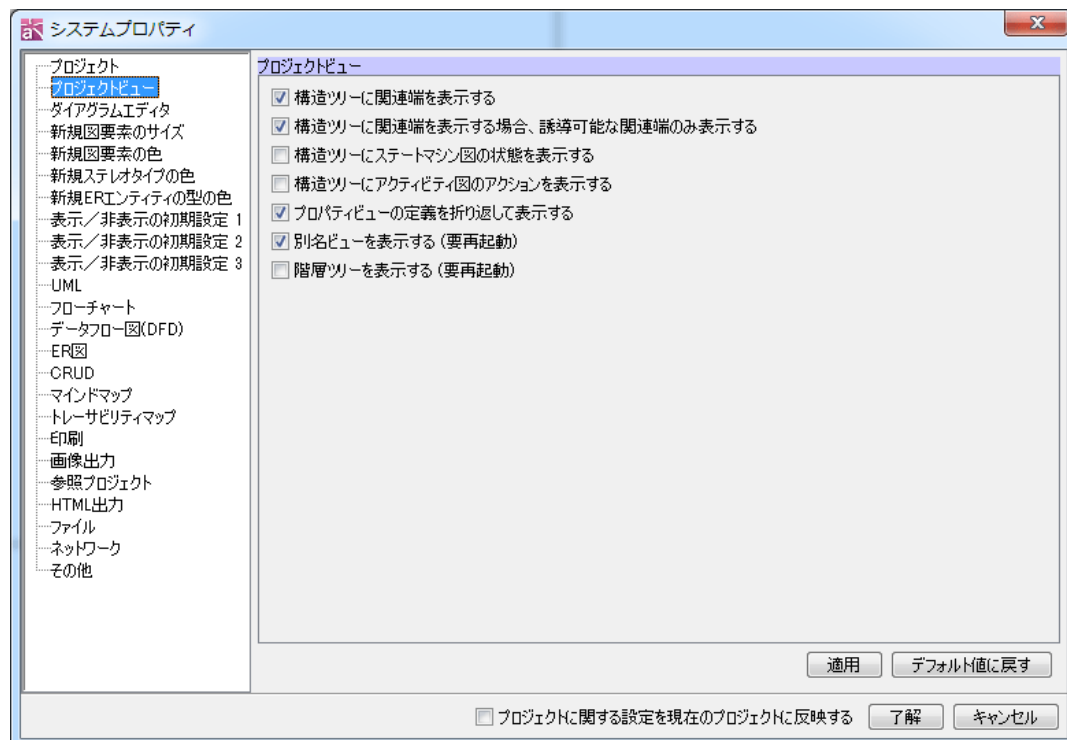 システムプロパティ
プロジェクト
プロジェクトビュー
ダイアグラムエディタ
新規図要素のサイズ
新規図要素の色
新規ステレオタイプの色
新規ERエンティティの型の色
表示／非表示の初期設定 1
表示／非表示の初期設定 2
表示／非表示の初期設定 3
UML
フローチャート
データフロー図(DFD)
ER図
CRUD
マインドマップ
トレーサビリティマップ
印刷
画像出力
参照プロジェクト
HTML出力
ファイル
ネットワーク
その他
プロジェクトビュー
構造ツリーに関連端を表示する
構造ツリーに関連端を表示する場合、誘導可能な関連端のみ表示する
構造ツリーにステートマシン図の状態を表示する
構造ツリーにアクティビティ図のアクションを表示する
プロパティビューの定義を折り返して表示する
別名ビューを表示する (要再起動)
階層ツリーを表示する (要再起動)
適用 デフォルト値に戻す
プロジェクトに関する設定を現在のプロジェクトに反映する 了解 キャンセル